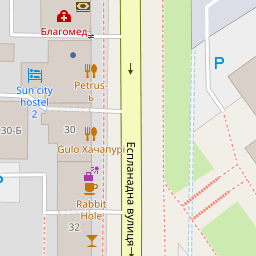 Благомед
P
Petrus-
ь
Sun city
hostel
2
30-Б
30
Gulo Хачапурі
Еспланадна вулиця
Rabbit
Hole
32